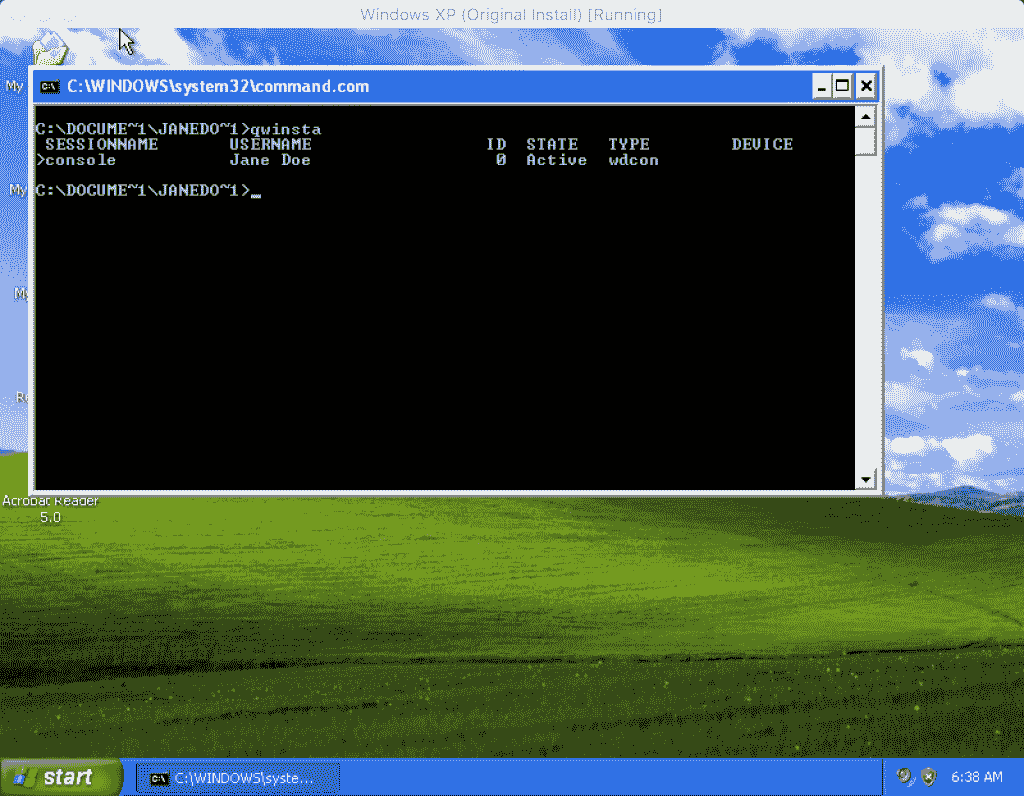 Windows XP (Original Install) [Running]
My
C:\WINDOWS\system32\command.com
C:\DOCUME~1\JANEDO~1>qwinsta
SESSIONNAME USERNAME ID STATE TYPE DEVICE
>console Jane Doe 0 Active wdcon
My
C:\DOCUME~1\JANEDO~1>_
My
Re
Acrobat Reader
5.0
start
C:\WINDOWS\syste...
6:38 AM